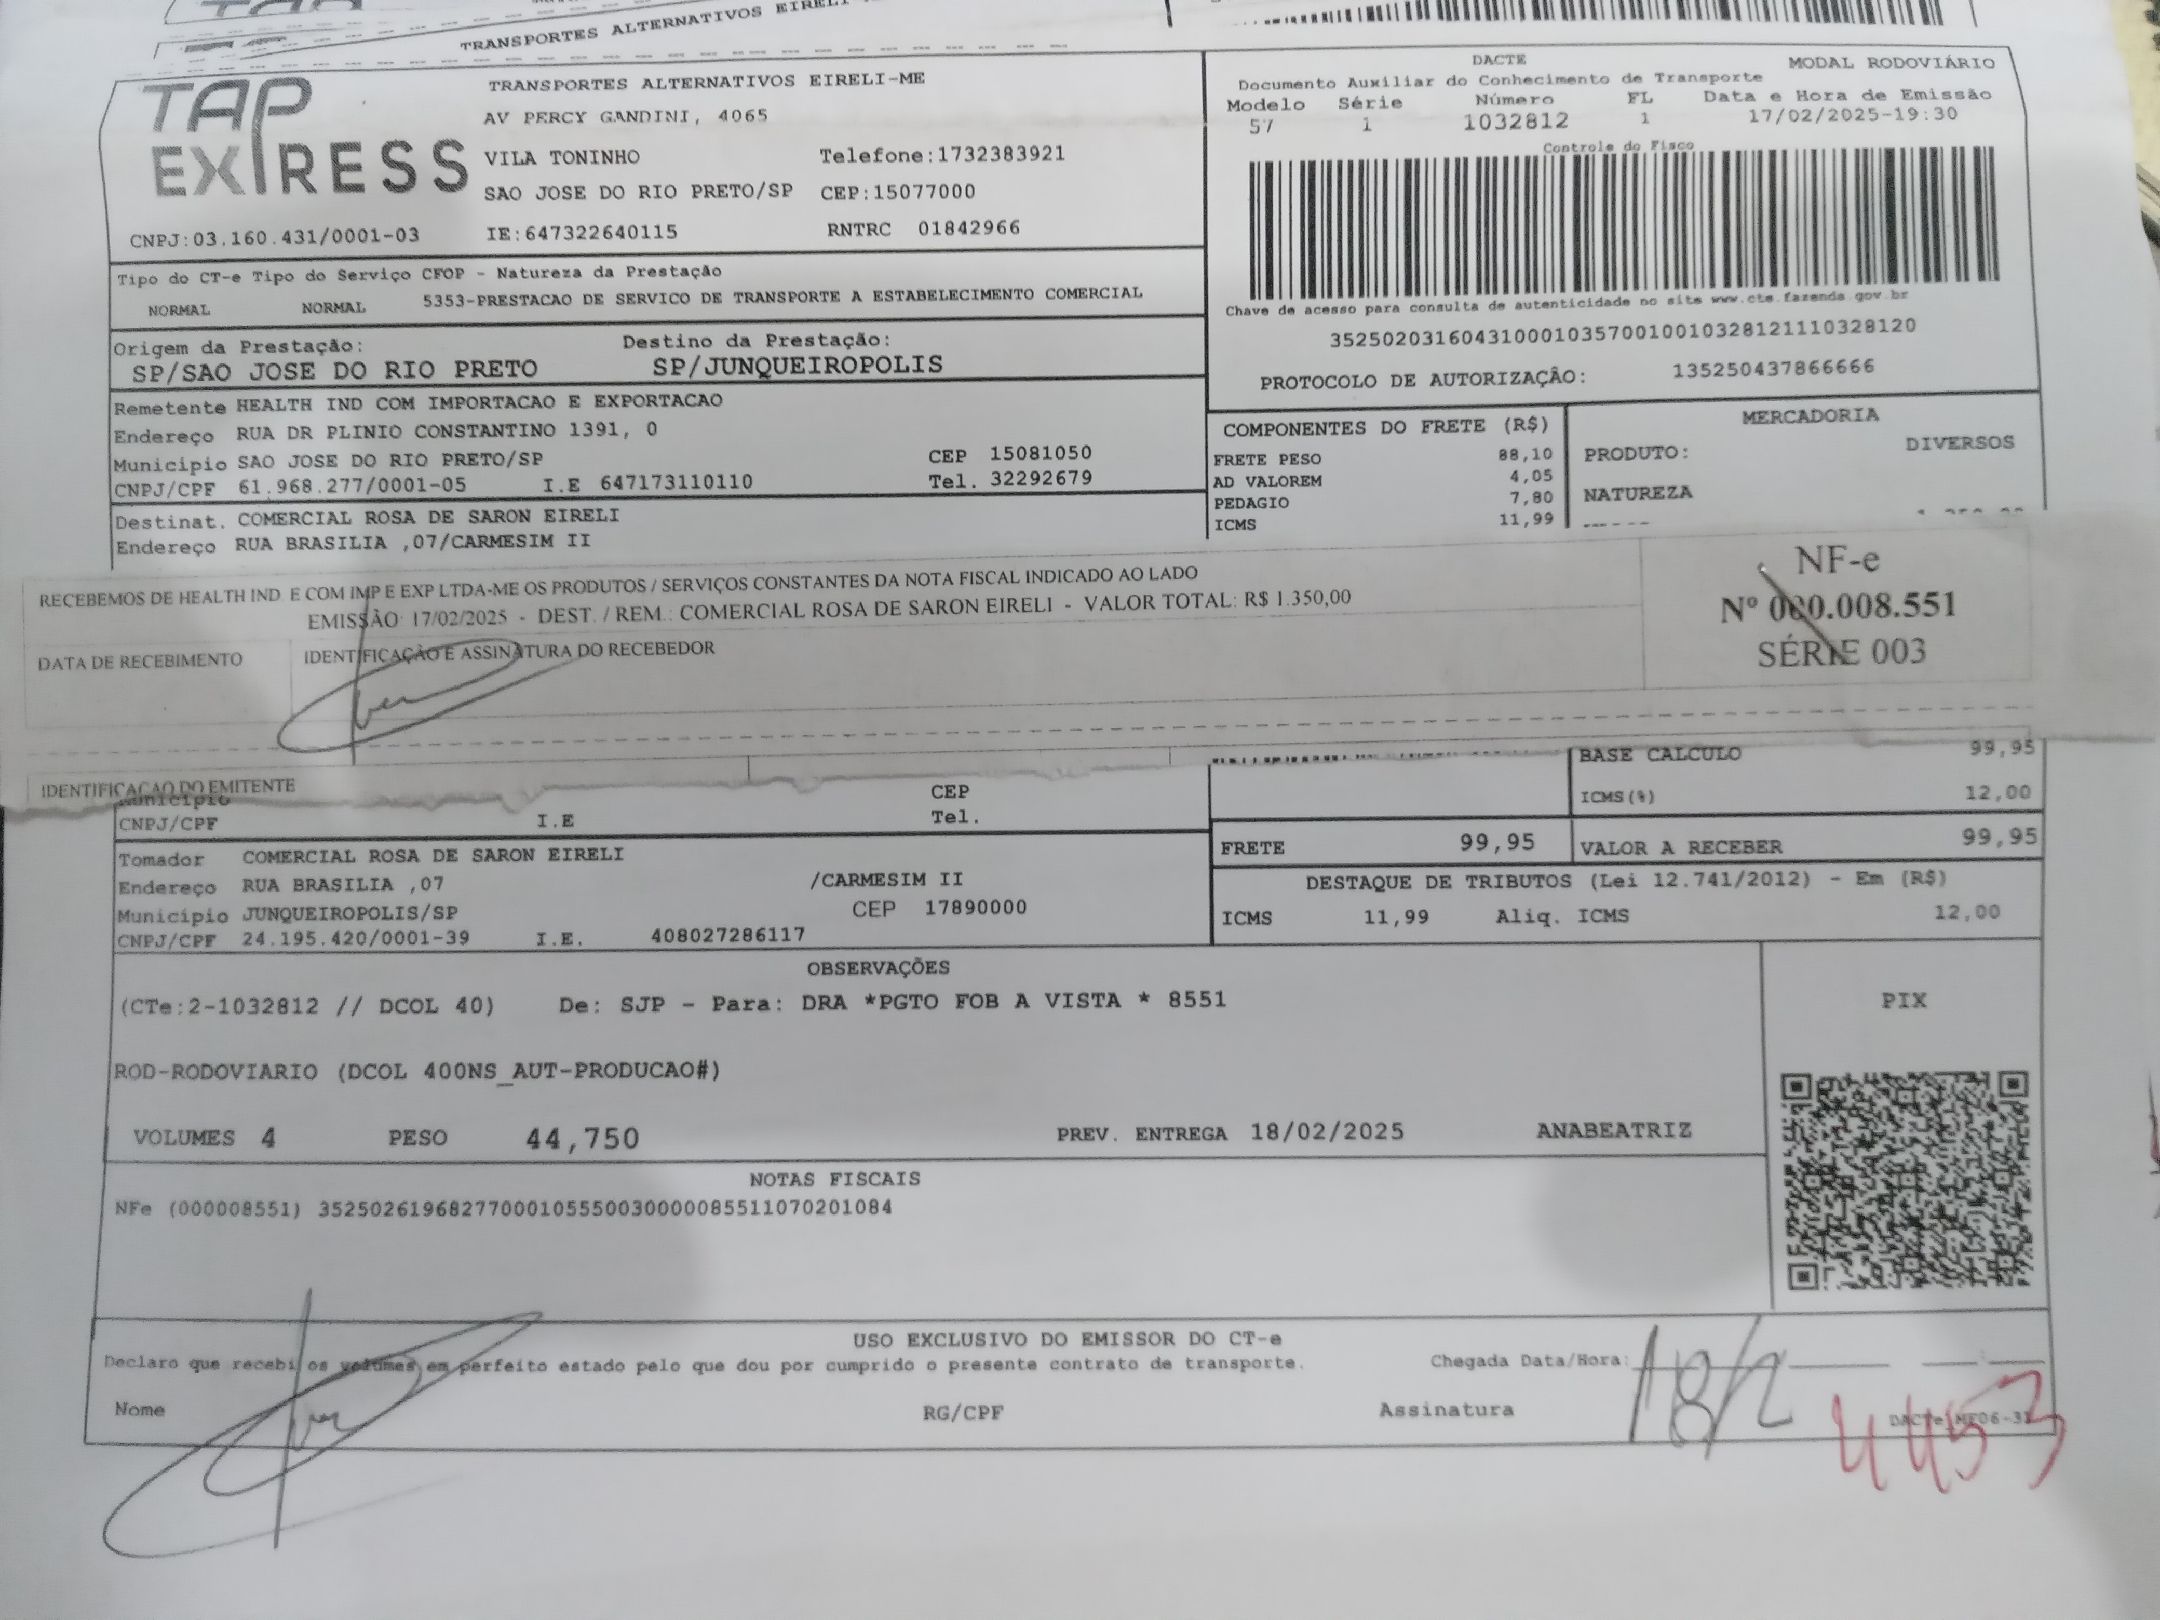 TRANSPORTES ALTERNATIVOS EIRELI
TAP EXPRESS
TRANSPORTES ALTERNATIVOS EIRELI-ME
AV PERCY GANDINI, 4065
VILA TONINHO Telefone:1732383921
SAO JOSE DO RIO PRETO/SP CEP:15077000
CNPJ:03.160.431/0001-03 IE:647322640115 RNTRC 01842966
DACTE MODAL RODOVIÁRIO
Documento Auxiliar do Conhecimento de Transporte
Modelo Série Número FL Data e Hora de Emissão
57 1 1032812 1 17/02/2025-19:30
Controle do Fisco
Chave de acesso para consulta de autenticidade no site www.cte.fazenda.gov.br
35250203160431000103570010010328121110328120
PROTOCOLO DE AUTORIZAÇÃO: 135250437866666
Tipo do CT-e Tipo do Serviço CFOP - Natureza da Prestação
NORMAL NORMAL 5353-PRESTACAO DE SERVICO DE TRANSPORTE A ESTABELECIMENTO COMERCIAL
Origem da Prestação: Destino da Prestação:
SP/SAO JOSE DO RIO PRETO SP/JUNQUEIROPOLIS
Remetente HEALTH IND COM IMPORTACAO E EXPORTACAO
Endereço RUA DR PLINIO CONSTANTINO 1391, 0
Município SAO JOSE DO RIO PRETO/SP CEP 15081050
CNPJ/CPF 61.968.277/0001-05 I.E 647173110110 Tel. 32292679
Destinat. COMERCIAL ROSA DE SARON EIRELI
Endereço RUA BRASILIA ,07/CARMESIM II
COMPONENTES DO FRETE (R$)
FRETE PESO 88,10
AD VALOREM 4,05
PEDAGIO 7,80
ICMS 11,99
MERCADORIA
PRODUTO: DIVERSOS
NATUREZA
RECEBEMOS DE HEALTH IND E COM IMP E EXP LTDA-ME OS PRODUTOS / SERVIÇOS CONSTANTES DA NOTA FISCAL INDICADO AO LADO
EMISSÃO: 17/02/2025 - DEST. / REM.: COMERCIAL ROSA DE SARON EIRELI - VALOR TOTAL: R$ 1.350,00
DATA DE RECEBIMENTO IDENTIFICAÇÃO E ASSINATURA DO RECEBEDOR
NF-e
Nº 000.008.551
SÉRIE 003
IDENTIFICAÇÃO DO EMITENTE
Município CEP
CNPJ/CPF I.E Tel.
BASE CALCULO 99,95
ICMS(%) 12,00
FRETE 99,95 VALOR A RECEBER 99,95
Tomador COMERCIAL ROSA DE SARON EIRELI
Endereço RUA BRASILIA ,07 /CARMESIM II
Município JUNQUEIROPOLIS/SP CEP 17890000
CNPJ/CPF 24.195.420/0001-39 I.E. 408027286117
DESTAQUE DE TRIBUTOS (Lei 12.741/2012) - Em (R$)
ICMS 11,99 Aliq. ICMS 12,00
OBSERVAÇÕES
(CTe:2-1032812 // DCOL 40) De: SJP - Para: DRA *PGTO FOB A VISTA * 8551
ROD-RODOVIARIO (DCOL 400NS_AUT-PRODUCAO#)
VOLUMES 4 PESO 44,750 PREV. ENTREGA 18/02/2025 ANABEATRIZ
PIX
NOTAS FISCAIS
NFe (000008551) 35250261968277000105550030000085511070201084
USO EXCLUSIVO DO EMISSOR DO CT-e
Declaro que recebi os volumes em perfeito estado pelo que dou por cumprido o presente contrato de transporte. Chegada Data/Hora: 18/2
Nome RG/CPF Assinatura
4453